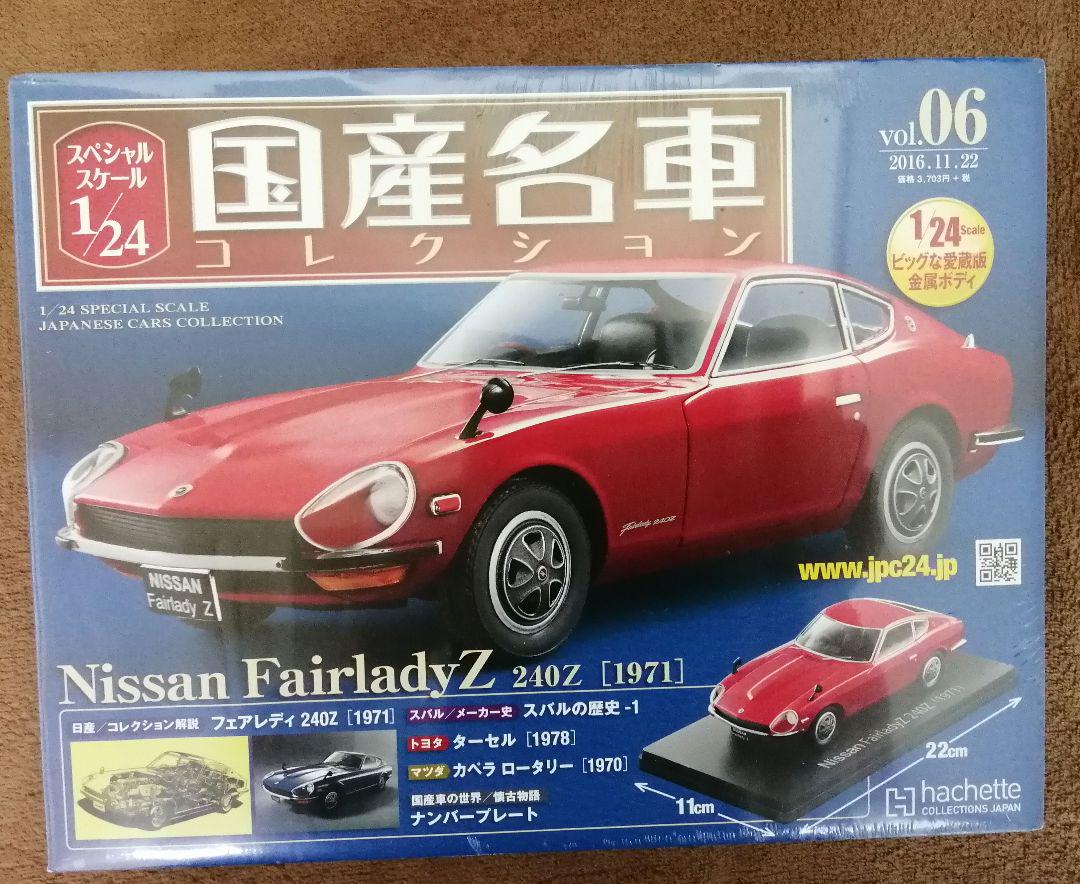 スペシャル
スケール
1/24
国産名車
コレクション
1/24 SPECIAL SCALE
JAPANESE CARS COLLECTION
vol.06
2016.11.22
価格 3,703円+税
1/24 Scale
ビッグな愛蔵版
金属ボディ
Fairlady 240Z
NISSAN
Fairlady Z
www.jpc24.jp
Nissan FairladyZ 240Z [1971]
日産/コレクション解説 フェアレディ 240Z [1971]
スバル/メーカー史 スバルの歴史-1
トヨタ ターセル [1978]
マツダ カペラ ロータリー [1970]
国産車の世界/懐古物語
ナンバープレート
Nissan FairladyZ 240Z (1971)
11cm
22cm
hachette
COLLECTIONS JAPAN